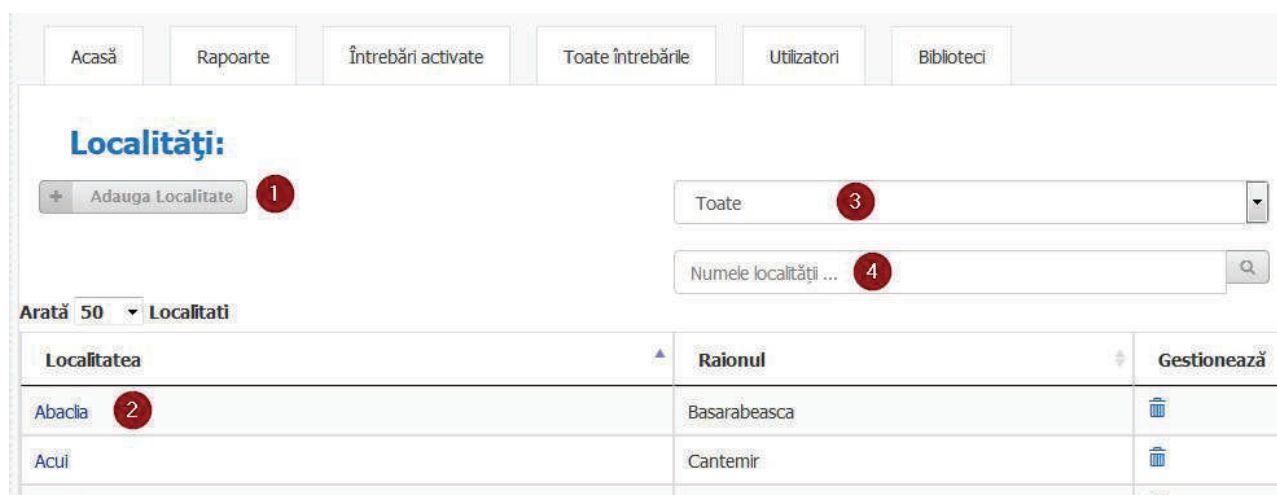 Acasă Rapoarte Întrebări activate Toate întrebările Utilizatori Biblioteci
Localităţi:
+ Adauga Localitate 1
Toate 3
Numele localității ... 4
Arată 50 Localitati
Localitatea Raionul Gestionează
Abaclia 2 Basarabeasca
Acui Cantemir